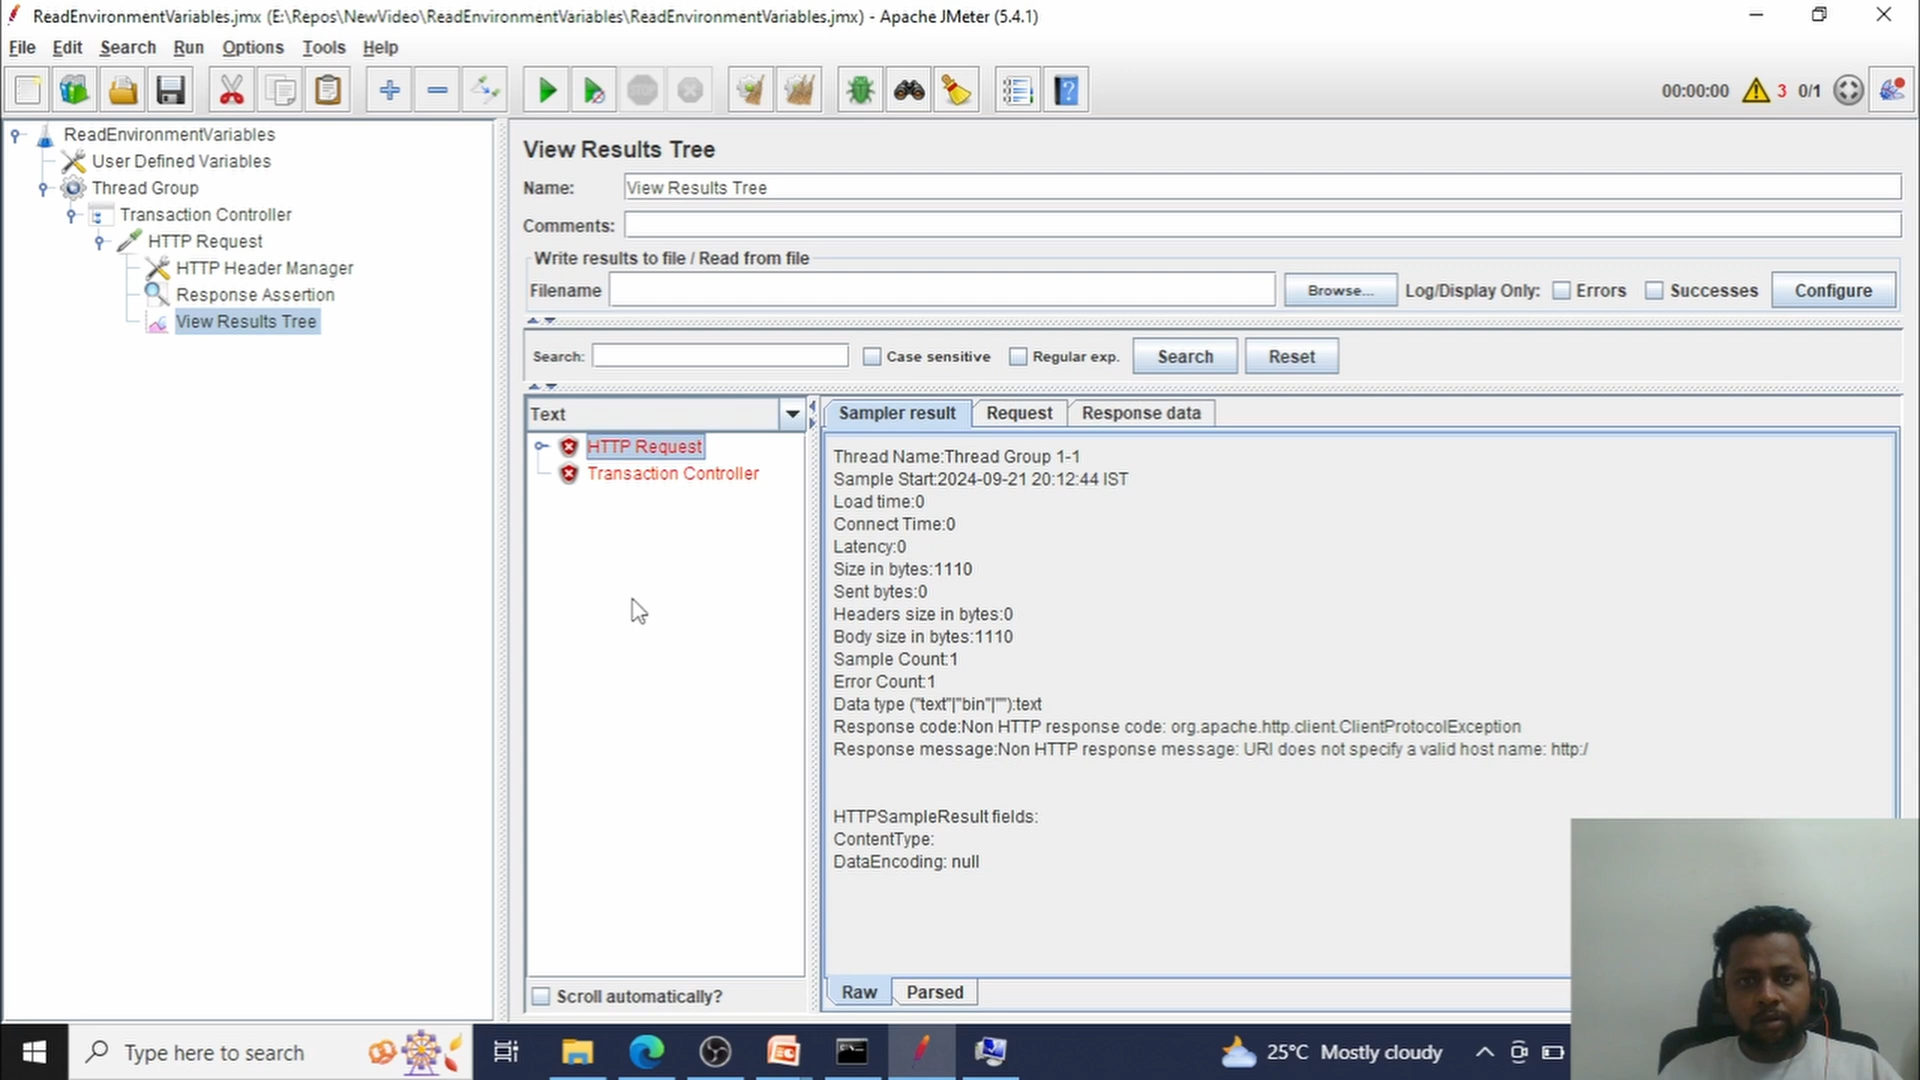 ReadEnvironmentVariables.jmx (E:\Repos\NewVideo\ReadEnvironmentVariables\ReadEnvironmentVariables.jmx) - Apache JMeter (5.4.1)
File Edit Search Run Options Tools Help
STOP
00:00:00 3 0/1
ReadEnvironmentVariables
User Defined Variables
Thread Group
Transaction Controller
HTTP Request
HTTP Header Manager
Response Assertion
View Results Tree
View Results Tree
Name: View Results Tree
Comments:
Write results to file / Read from file
Filename Browse... Log/Display Only: Errors Successes Configure
Search: Case sensitive Regular exp. Search Reset
Text
HTTP Request
Transaction Controller
Scroll automatically?
Sampler result Request Response data
Thread Name:Thread Group 1-1
Sample Start:2024-09-21 20:12:44 IST
Load time:0
Connect Time:0
Latency:0
Size in bytes:1110
Sent bytes:0
Headers size in bytes:0
Body size in bytes:1110
Sample Count:1
Error Count:1
Data type ("text"|"bin"|""):text
Response code:Non HTTP response code: org.apache.http.client.ClientProtocolException
Response message:Non HTTP response message: URI does not specify a valid host name: http:/
HTTPSampleResult fields:
ContentType:
DataEncoding: null
Raw Parsed
Type here to search
25°C Mostly cloudy